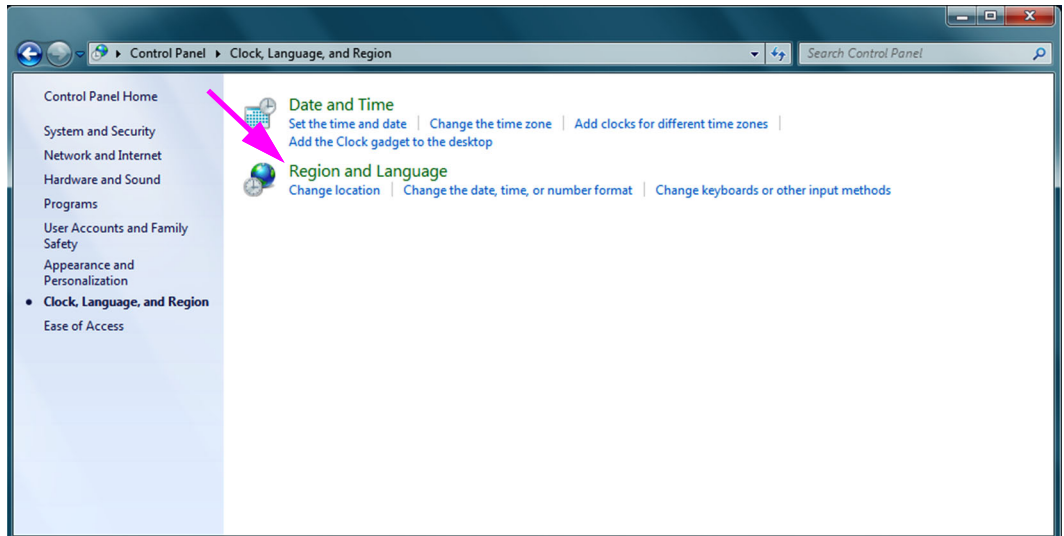 Control Panel Clock, Language, and Region Search Control Panel
Control Panel Home
System and Security
Network and Internet
Hardware and Sound
Programs
User Accounts and Family
Safety
Appearance and
Personalization
Clock, Language, and Region
Ease of Access
Date and Time
Set the time and date Change the time zone Add clocks for different time zones
Add the Clock gadget to the desktop
Region and Language
Change location Change the date, time, or number format Change keyboards or other input methods